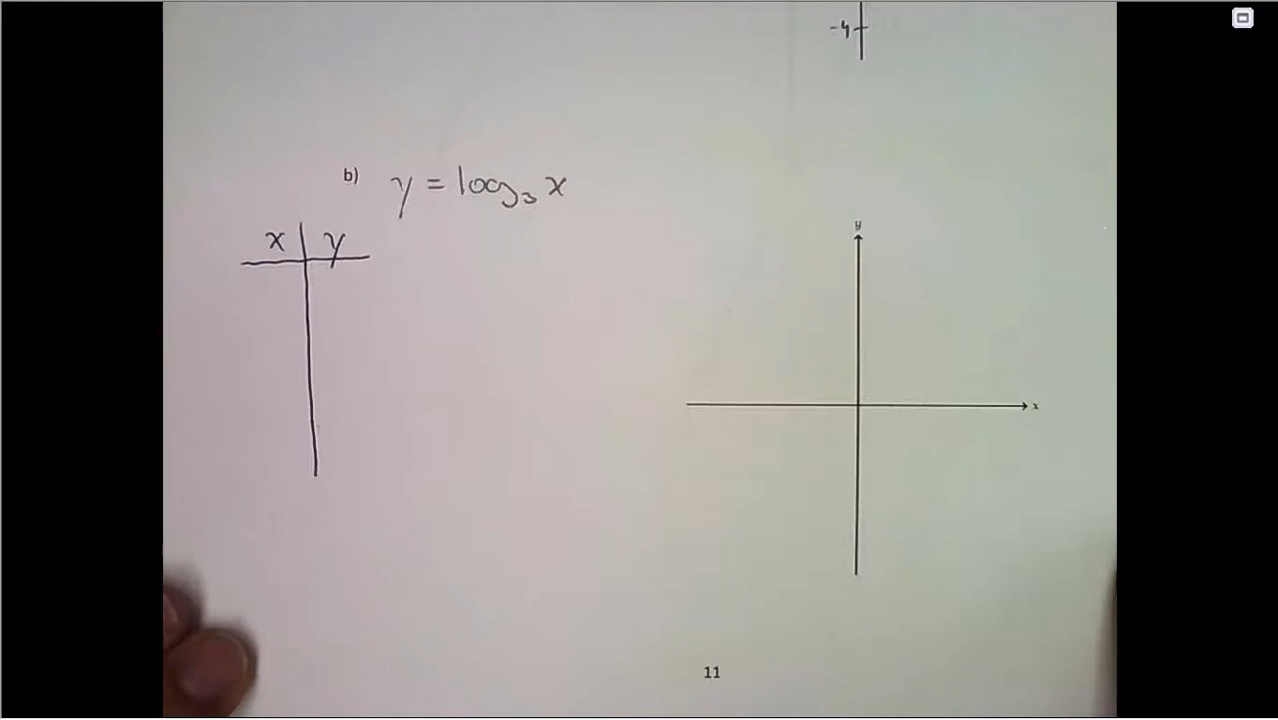 -4
b) y = log₃ x
x y
y
x
11